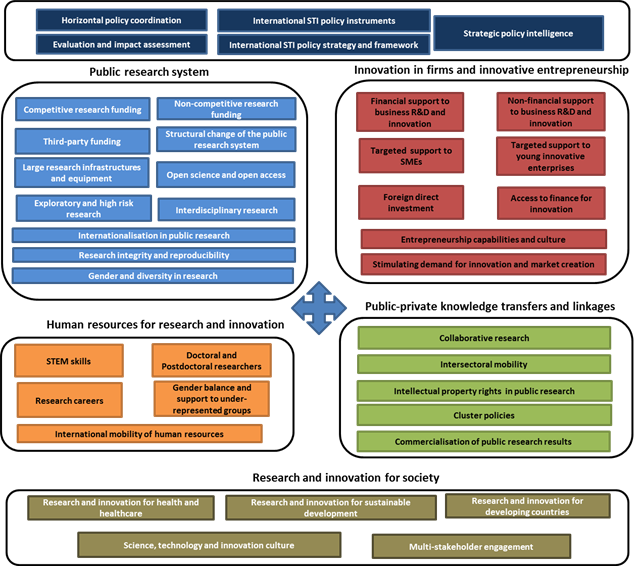 Horizontal policy coordination
International STI policy instruments
Strategic policy intelligence
Evaluation and impact assessment
International STI policy strategy and framework
Public research system
Competitive research funding
Non-competitive research
funding
Third-party funding
Structural change of the public
research system
Large research infrastructures
and equipment
Open science and open access
Exploratory and high risk
research
Interdisciplinary research
Internationalisation in public research
Research integrity and reproducibility
Gender and diversity in research
Innovation in firms and innovative entrepreneurship
Financial support to
business R&D and
innovation
Non-financial support
to business R&D and
innovation
Targeted support to
SMEs
Targeted support to
young innovative
enterprises
Foreign direct
investment
Access to finance for
innovation
Entrepreneurship capabilities and culture
Stimulating demand for innovation and market creation
Human resources for research and innovation
STEM skills
Doctoral and
Postdoctoral researchers
Research careers
Gender balance and
support to under-
represented groups
International mobility of human resources
Public-private knowledge transfers and linkages
Collaborative research
Intersectoral mobility
Intellectual property rights in public research
Cluster policies
Commercialisation of public research results
Research and innovation for society
Research and innovation for health and
healthcare
Research and innovation for sustainable
development
Research and innovation for
developing countries
Science, technology and innovation culture
Multi-stakeholder engagement